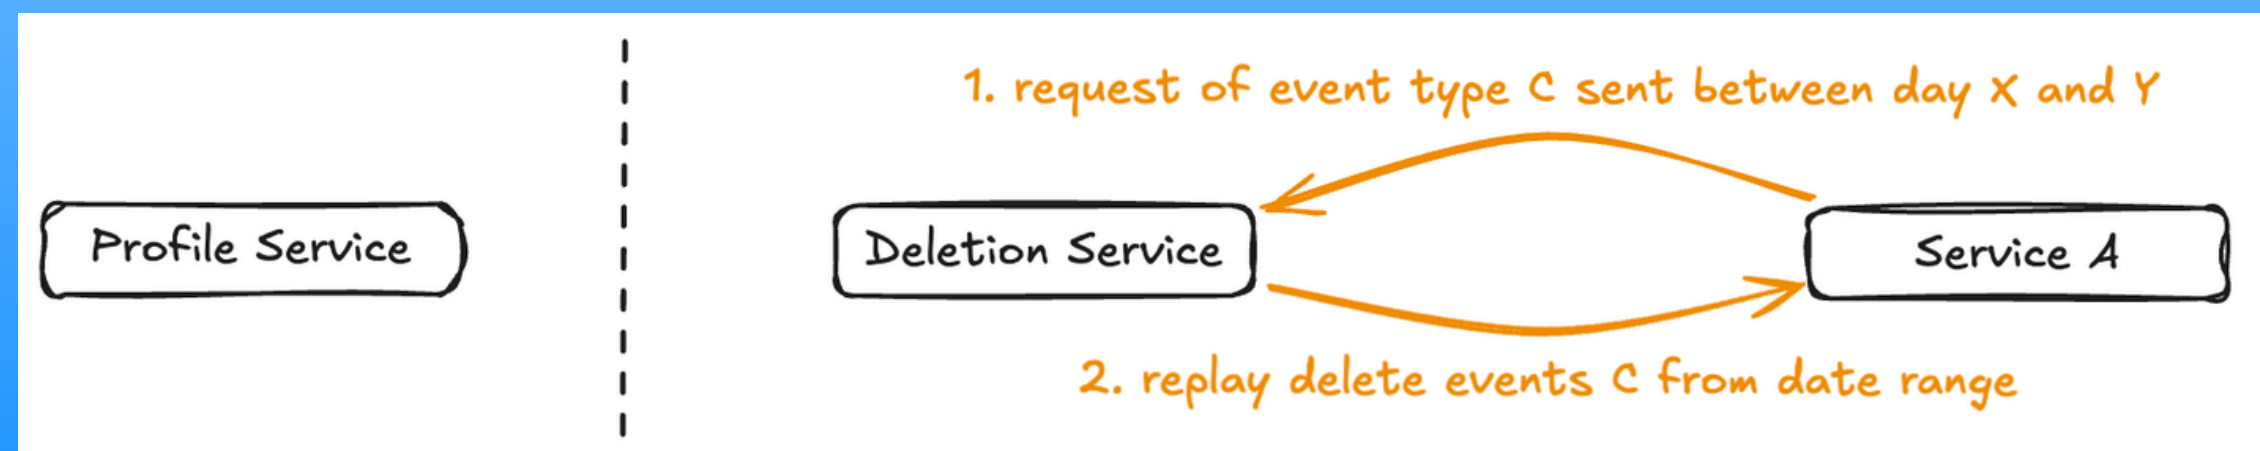 1. request of event type C sent between day X and Y
Profile Service
Deletion Service
Service A
2. replay delete events C from date range